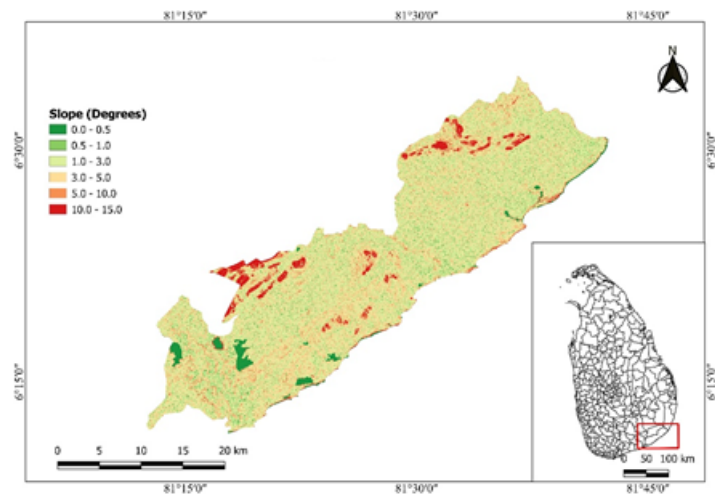 81°15'0" 81°30'0" 81°45'0"
N
Slope (Degrees)
0.0 - 0.5
0.5 - 1.0
1.0 - 3.0
3.0 - 5.0
5.0 - 10.0
10.0 - 15.0
6°30'0" 6°30'0"
6°15'0" 6°15'0"
0 5 10 15 20 km
0 50 100 km
81°15'0" 81°30'0" 81°45'0"